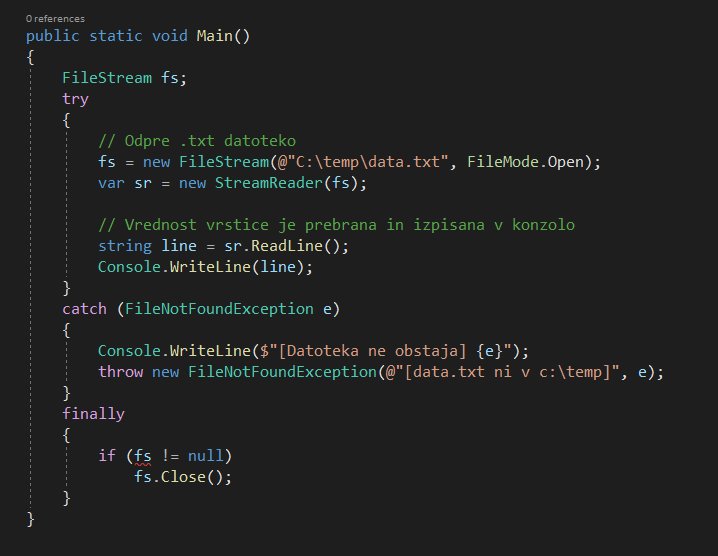 0 references
public static void Main()
{
FileStream fs;
try
{
// Odpre .txt datoteko
fs = new FileStream(@"C:\temp\data.txt", FileMode.Open);
var sr = new StreamReader(fs);
// Vrednost vrstice je prebrana in izpisana v konzolo
string line = sr.ReadLine();
Console.WriteLine(line);
}
catch (FileNotFoundException e)
{
Console.WriteLine($"[Datoteka ne obstaja] {e}");
throw new FileNotFoundException(@"[data.txt ni v c:\temp]", e);
}
finally
{
if (fs != null)
fs.Close();
}
}